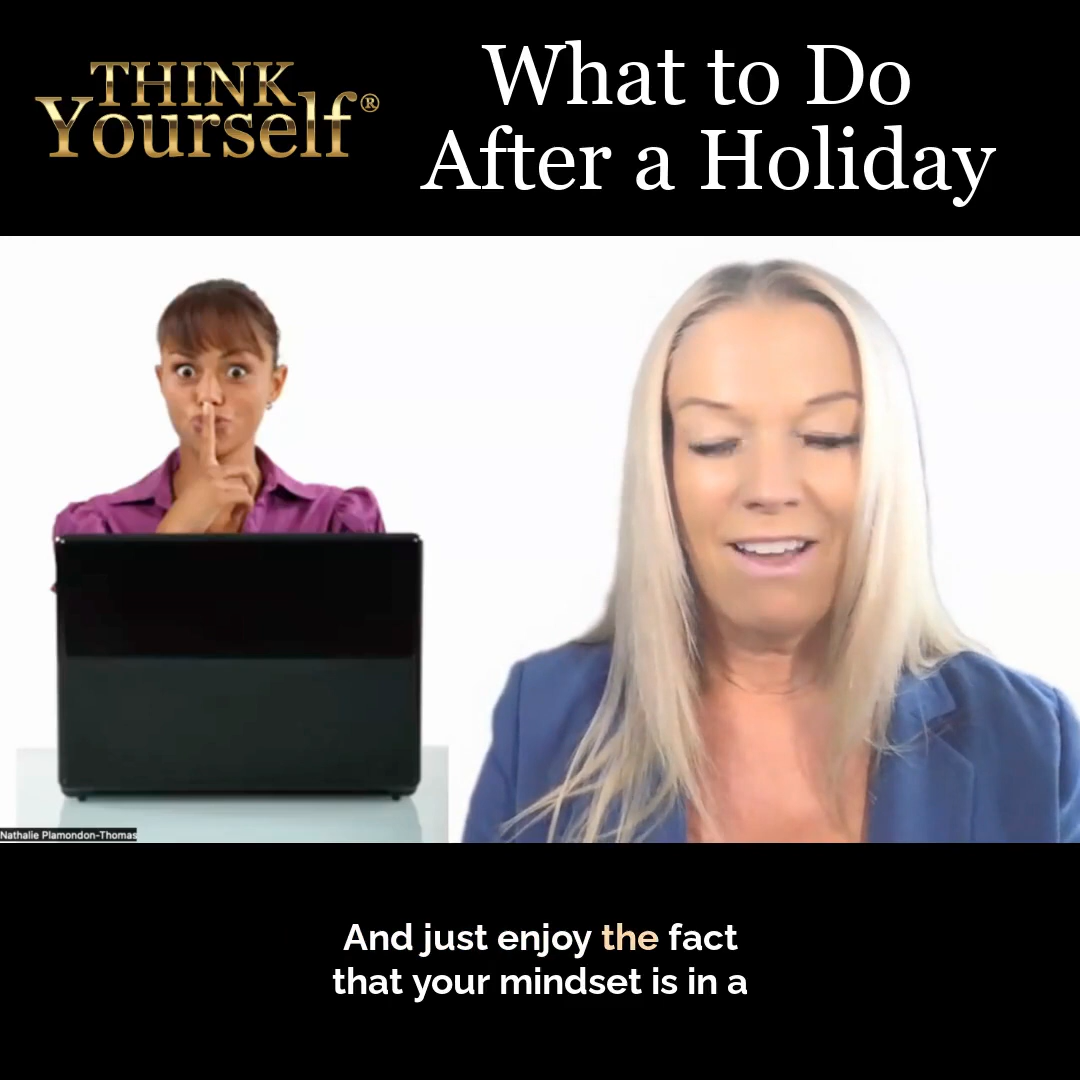 THINK
Yourself®
What to Do
After a Holiday
Nathalie Plamondon-Thomas
And just enjoy the fact
that your mindset is in a